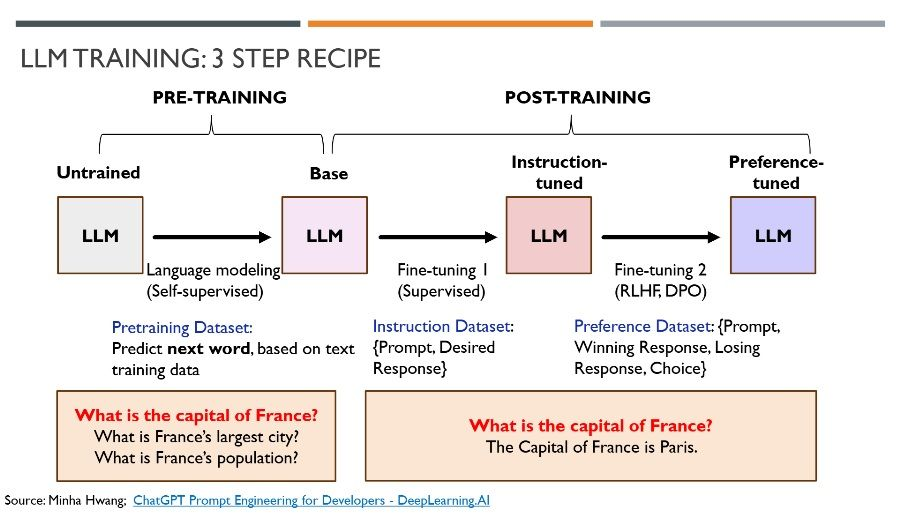 LLM TRAINING: 3 STEP RECIPE
PRE-TRAINING
POST-TRAINING
Untrained
Base
Instruction-
tuned
Preference-
tuned
LLM
LLM
LLM
LLM
Language modeling
(Self-supervised)
Fine-tuning 1
(Supervised)
Fine-tuning 2
(RLHF, DPO)
Pretraining Dataset:
Predict next word, based on text
training data
Instruction Dataset:
{Prompt, Desired
Response}
Preference Dataset: {Prompt,
Winning Response, Losing
Response, Choice}
What is the capital of France?
What is France's largest city?
What is France's population?
What is the capital of France?
The Capital of France is Paris.
Source: Minha Hwang; ChatGPT Prompt Engineering for Developers - DeepLearning.AI